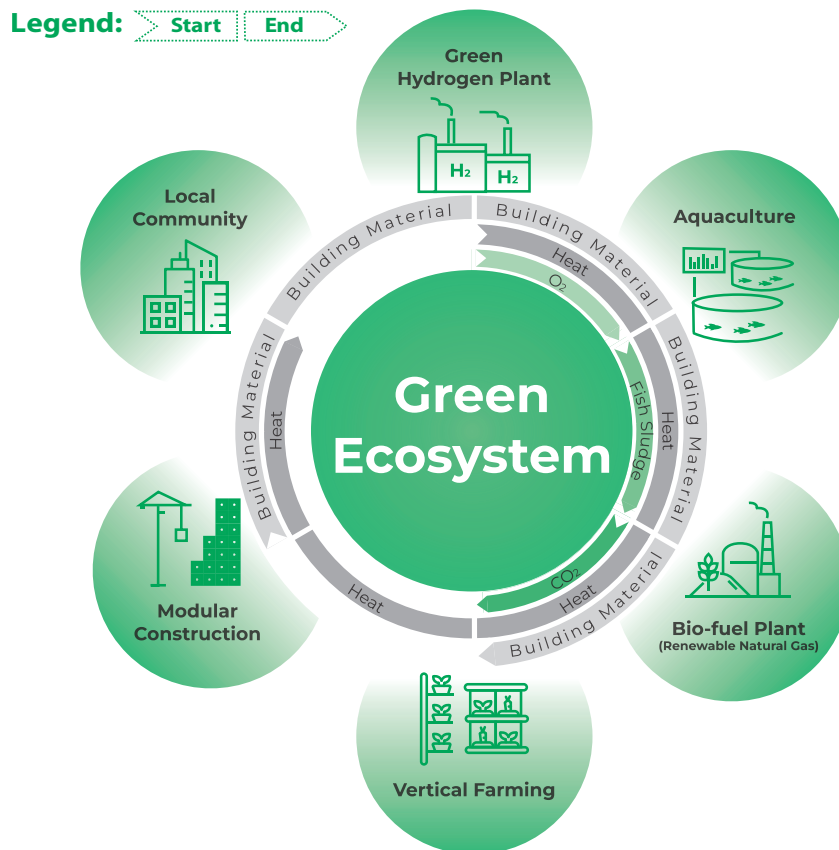 Legend: Start End
Green
Hydrogen Plant
H₂ H₂
Local
Community
Aquaculture
Building Material
Building Material
Heat
O₂
Building Material
Heat
Building Material
Heat
Fish Sludge
Green
Ecosystem
CO₂
Heat
Building Material
Heat
Modular
Construction
Bio-fuel Plant
(Renewable Natural Gas)
Vertical Farming